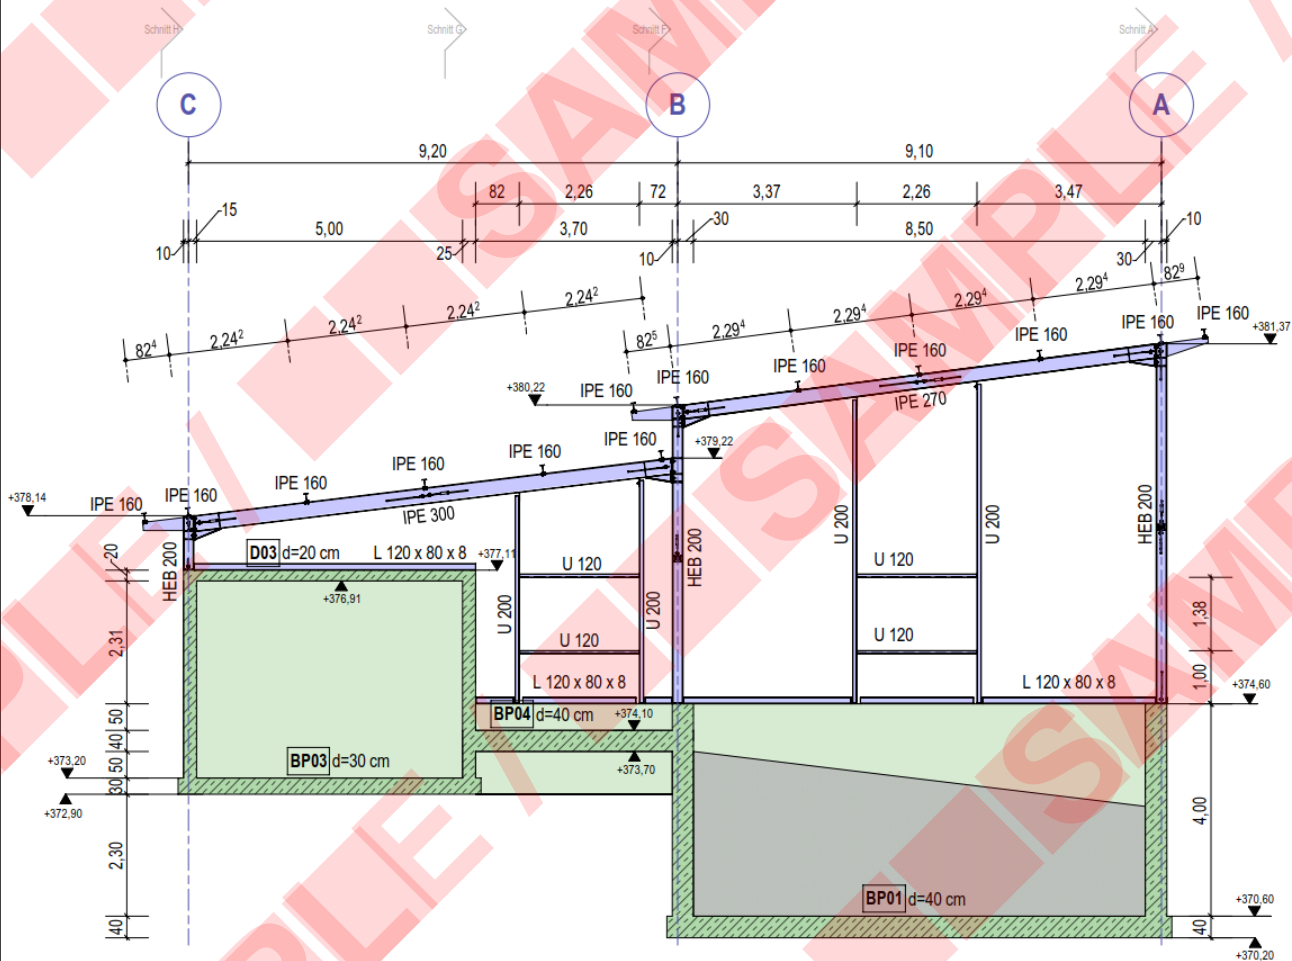 Schnitt H
Schnitt G
Schnitt F
Schnitt A
C
B
A
9,20
9,10
82
2,26
72
3,37
2,26
3,47
15
5,00
3,70
30
8,50
10
10
25
10
30
82⁴
2,24²
2,24²
2,24²
2,24²
82⁵
2,29⁴
2,29⁴
2,29⁴
2,29⁴
82⁹
IPE 160
IPE 160
IPE 160
+381,37
IPE 160
IPE 160
IPE 160
IPE 160
+380,22
IPE 270
IPE 160
+379,22
IPE 160
IPE 160
IPE 160
IPE 160
IPE 160
+378,14
IPE 300
HEB 200
HEB 200
HEB 200
U 200
U 200
20
D03 d=20 cm
L 120 x 80 x 8
+377,11
+376,91
U 120
U 120
U 120
U 120
U 200
U 200
2,31
1,38
1,00
L 120 x 80 x 8
L 120 x 80 x 8
+374,60
BP04 d=40 cm
+374,10
+373,70
50
40
50
30
BP03 d=30 cm
+373,20
+372,90
2,30
40
4,00
BP01 d=40 cm
+370,60
40
+370,20
SAMPLE /
SAMPLE /
SAMPLE /
SAMPLE